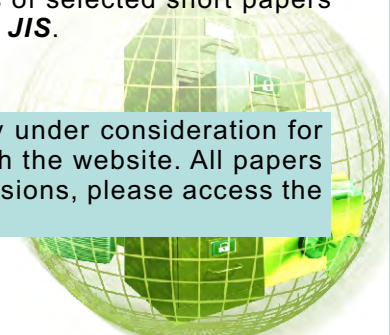 of selected short papers
JIS.
under consideration for
the website. All papers
sions, please access the